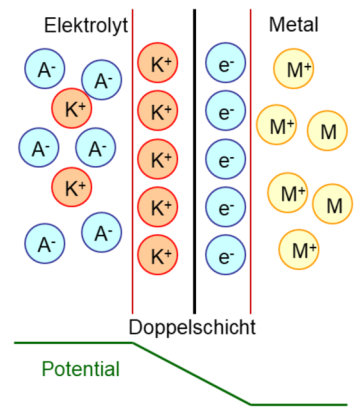 Elektrolyt Metal
A⁻ A⁻ K⁺ e⁻ M⁺
K⁺ K⁺ e⁻ M⁺ M
A⁻ A⁻ K⁺ e⁻
K⁺ K⁺ e⁻ M⁺ M
A⁻ A⁻ K⁺ e⁻ M⁺
Doppelschicht
Potential